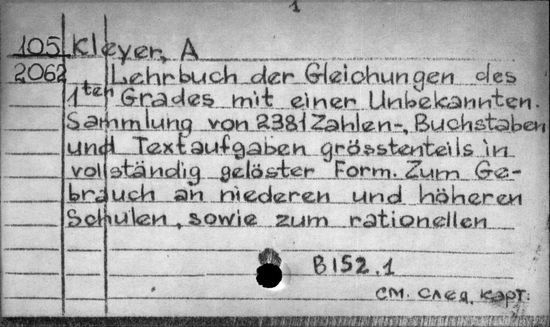 1
105 Kleyer, A
2062 Lehrbuch der Gleichungen des
1ten Grades mit einer Unbekannten.
Sammlung von 2381 Zahlen-, Buchstaben
und Textaufgaben grösstenteils in
vollständig gelöster Form. Zum Ge-
brauch an niederen und höheren
Schulen, sowie zum rationellen
B152.1
см. след. карт.